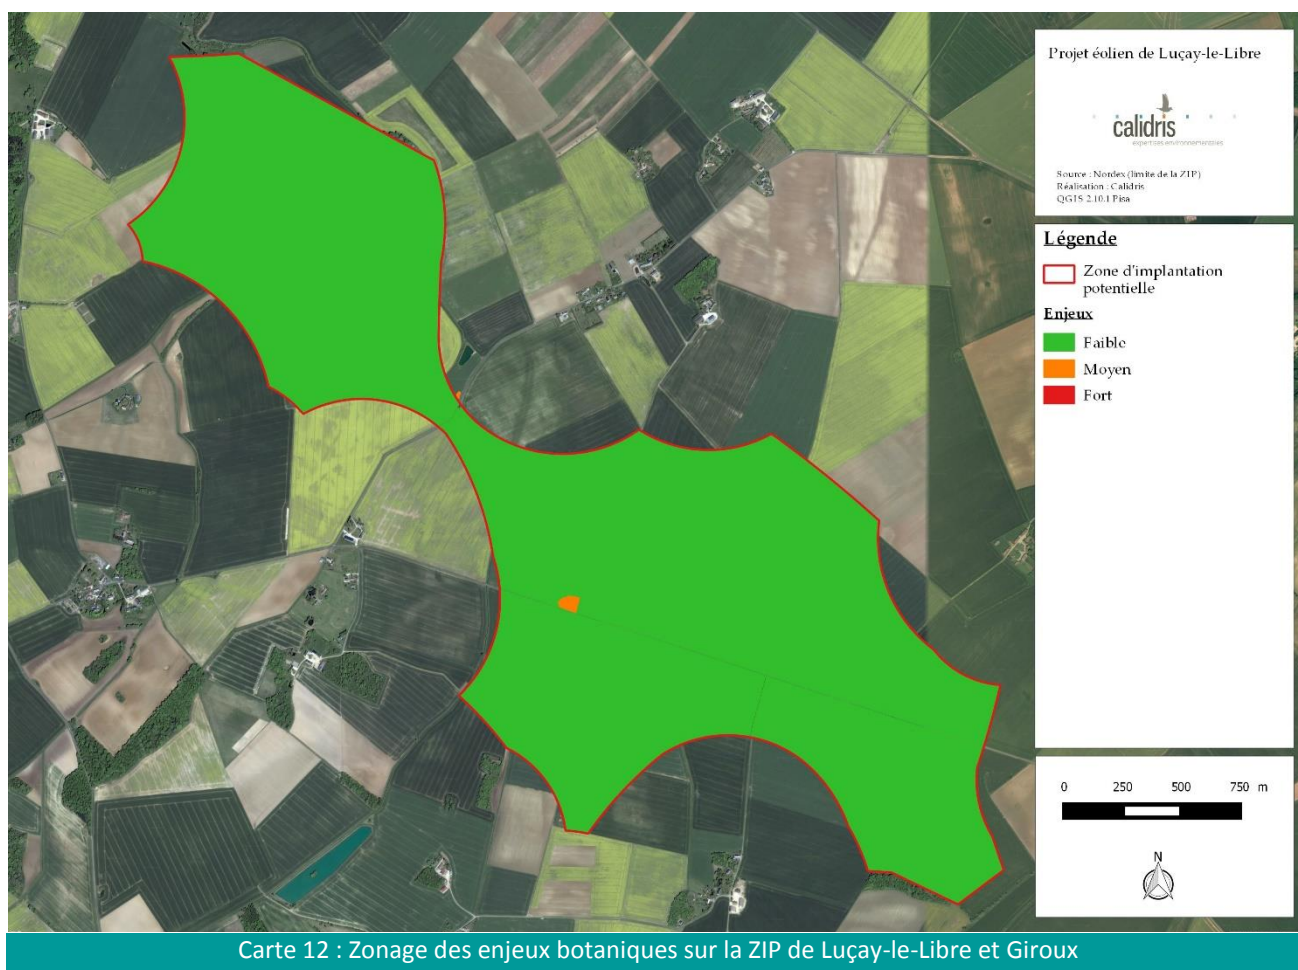 Projet éolien de Luçay-le-Libre
calidris
expertises environnementales
Source : Nordex (limite de la ZIP)
Réalisation : Calidris
QGIS 2.10.1 Pisa
Légende
Zone d'implantation
potentielle
Enjeux
Faible
Moyen
Fort
0 250 500 750 m
N
Carte 12 : Zonage des enjeux botaniques sur la ZIP de Luçay-le-Libre et Giroux